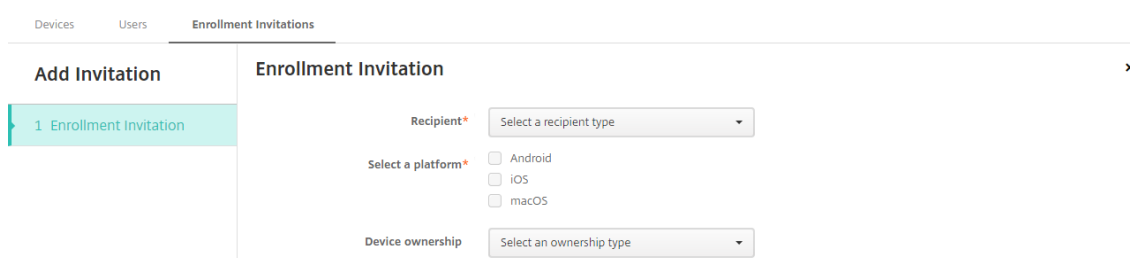 Devices Users Enrollment Invitations
Add Invitation
1 Enrollment Invitation
Enrollment Invitation
Recipient* Select a recipient type
Select a platform* Android
iOS
macOS
Device ownership Select an ownership type